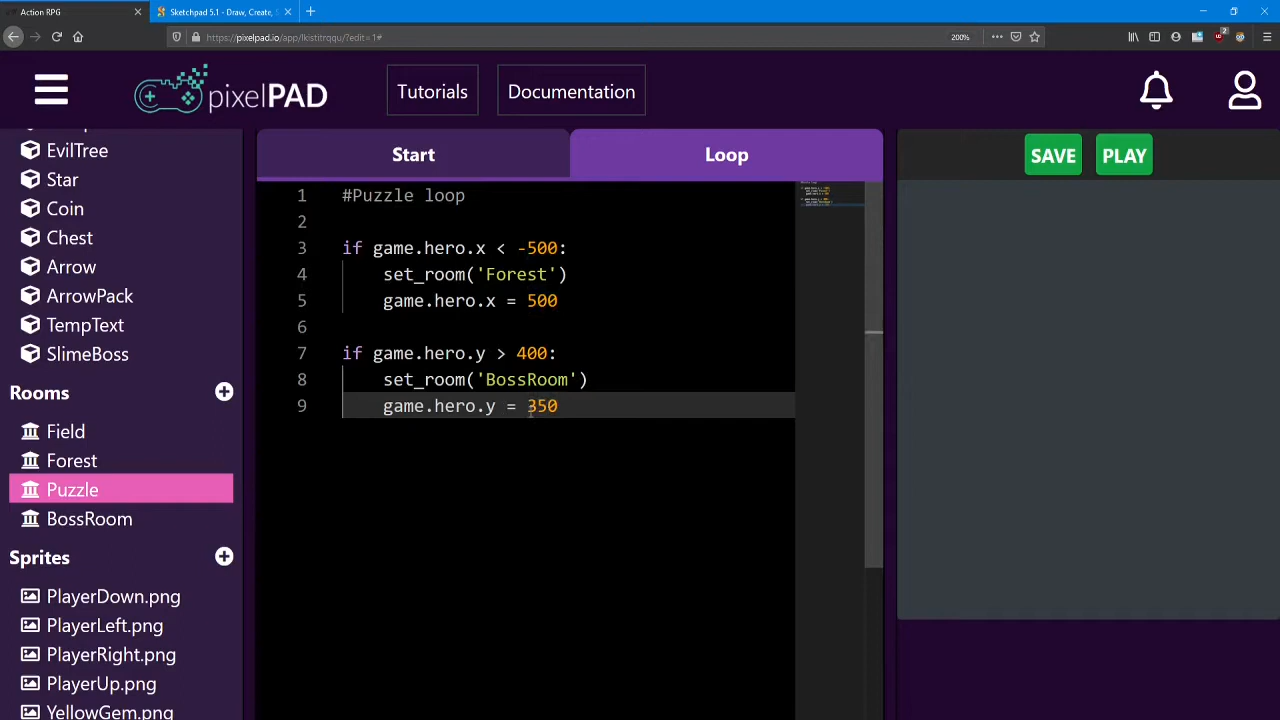 Action RPG
Sketchpad 5.1 - Draw, Create, S
https://pixelpad.io/app/lkistitrqqu/?edit=1#
200%
2
pixelPAD
Tutorials
Documentation
EvilTree
Star
Coin
Chest
Arrow
ArrowPack
TempText
SlimeBoss
Rooms
Field
Forest
Puzzle
BossRoom
Sprites
PlayerDown.png
PlayerLeft.png
PlayerRight.png
PlayerUp.png
YellowGem.png
Start
Loop
1 #Puzzle loop
2
3 if game.hero.x < -500:
4 set_room('Forest')
5 game.hero.x = 500
6
7 if game.hero.y > 400:
8 set_room('BossRoom')
9 game.hero.y = 350
SAVE
PLAY